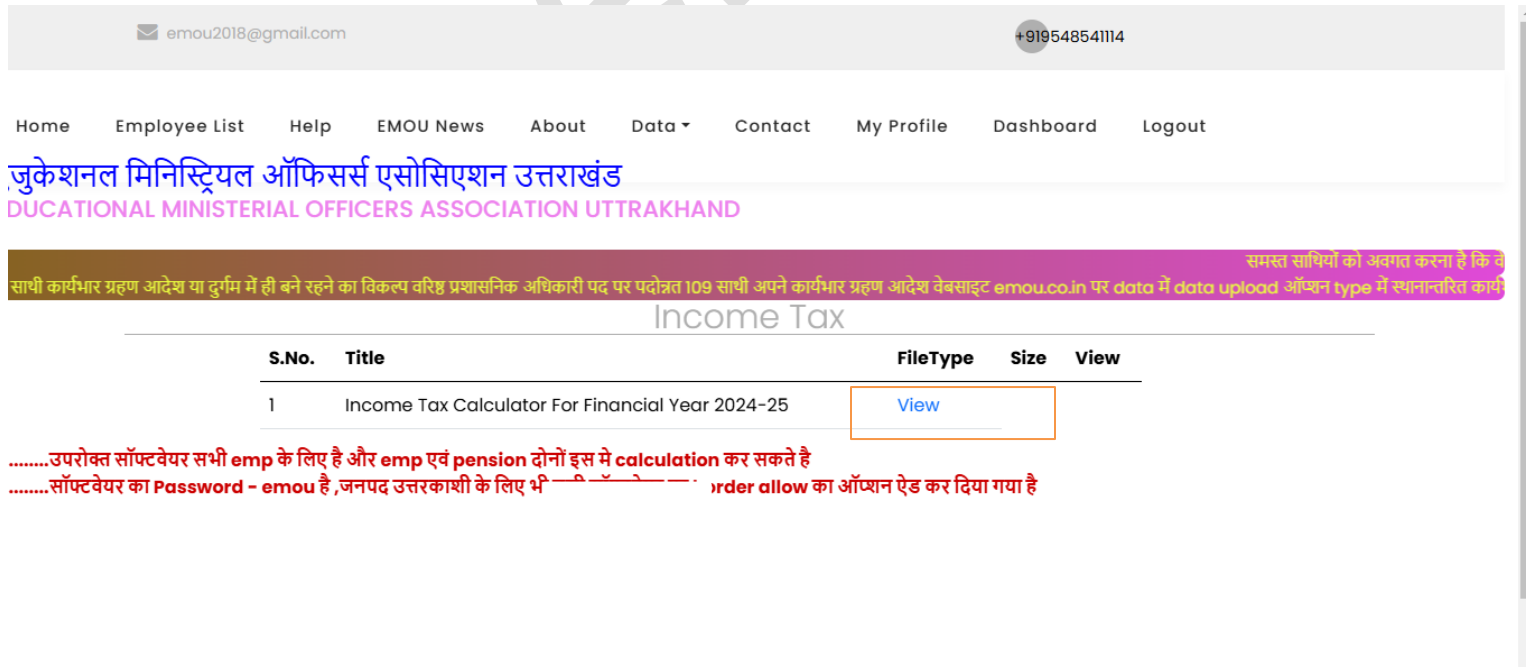 emou2018@gmail.com
+919548541114
Home Employee List Help EMOU News About Data Contact My Profile Dashboard Logout
जुकेशनल मिनिस्ट्रियल ऑफिसर्स एसोसिएशन उत्तराखंड
DUCATIONAL MINISTERIAL OFFICERS ASSOCIATION UTTRAKHAND
समस्त साथियों को अवगत करना है कि
साथी कार्यभार ग्रहण आदेश या दुर्गम में ही बने रहने का विकल्प वरिष्ठ प्रशासनिक अधिकारी पद पर पदोन्नत 109 साथी अपने कार्यभार ग्रहण आदेश वेबसाइट emou.co.in पर data में data upload ऑप्शन type में स्थानान्तरित
Income Tax
S.No. Title FileType Size View
1 Income Tax Calculator For Financial Year 2024-25 View
........उपरोक्त सॉफ्टवेयर सभी emp के लिए है और emp एवं pension दोनों इस मे calculation कर सकते है
........सॉफ्टवेयर का Password - emou है ,जनपद उत्तरकाशी के लिए भी order allow का ऑप्शन ऐड कर दिया गया है